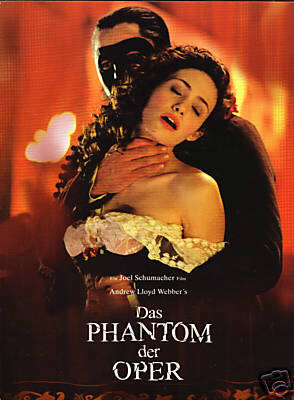 Ein Joel Schumacher Film
Andrew Lloyd Webber's
Das
PHANTOM
der
OPER